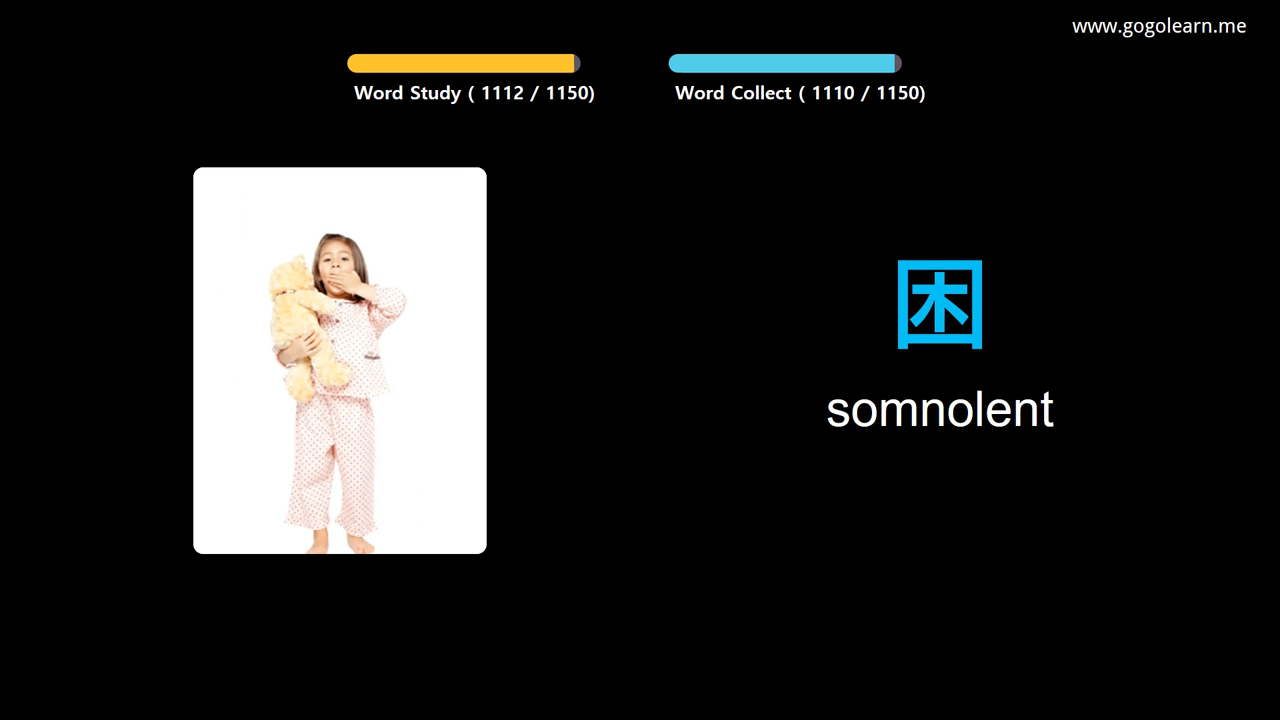 www.gogolearn.me
Word Study ( 1112 / 1150)
Word Collect ( 1110 / 1150)
困
somnolent